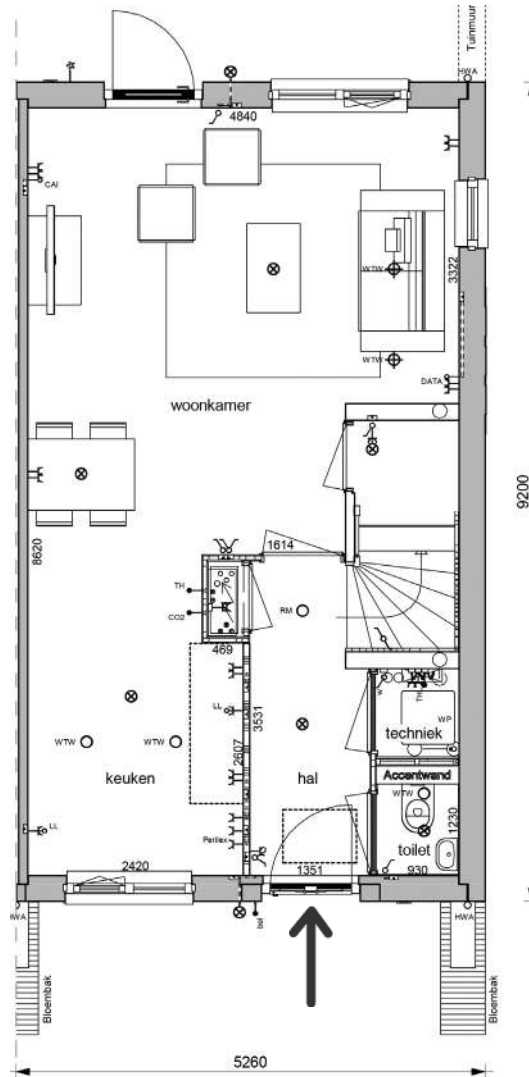 Tuinmuur
HWA
4840
CAI
WTW
3322
WTW
DATA
woonkamer
9200
8620
1614
TH
CO2
RM
469
LL
3531
2607
w
TH
WP
techniek
WTW
WTW
keuken
hal
Accentwand
WTW
1230
LL
Perilex
toilet
2420
1351
930
HWA
bel
HWA
Bloembak
Bloembak
5260